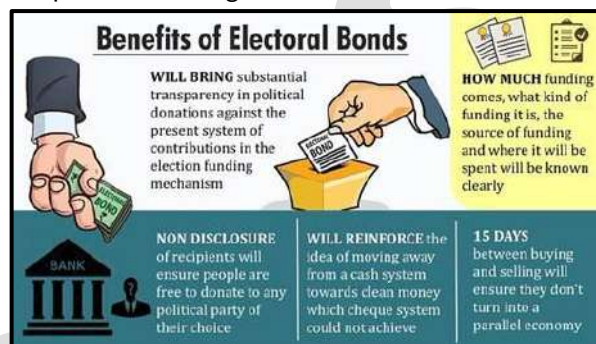 Benefits of Electoral Bonds
WILL BRING substantial
transparency in political
donations against the
present system of
contributions in the
election funding
mechanism
ELECTORAL
BOND
ELECTORAL
BOND
HOW MUCH funding
comes, what kind of
funding it is, the
source of funding
and where it will be
spent will be known
clearly
BANK
NON DISCLOSURE
of recipients will
ensure people are
free to donate to any
political party of
their choice
WILL REINFORCE the
idea of moving away
from a cash system
towards clean money
which cheque system
could not achieve
15 DAYS
between buying
and selling will
ensure they don't
turn into a
parallel economy